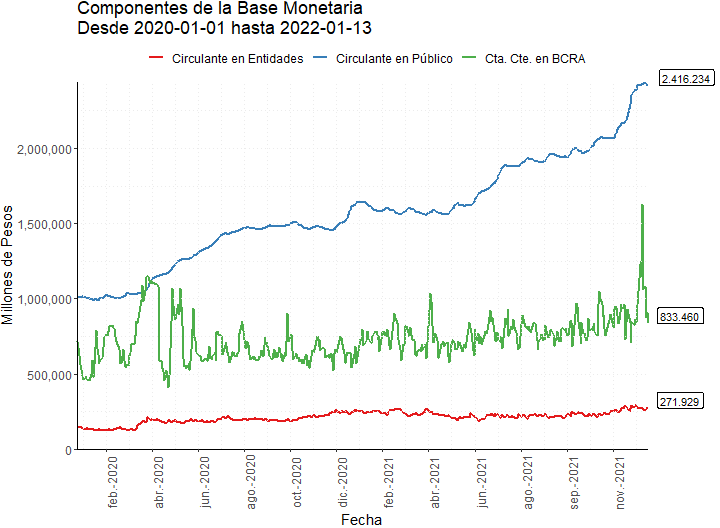 Componentes de la Base Monetaria
Desde 2020-01-01 hasta 2022-01-13
Circulante en Entidades Circulante en Público Cta. Cte. en BCRA
Millones de Pesos
2,000,000
1,500,000
1,000,000
500,000
0
2.416.234
833.460
271.929
feb.-2020
abr.-2020
jun.-2020
ago.-2020
oct.-2020
dic.-2020
feb.-2021
abr.-2021
jun.-2021
ago.-2021
sep.-2021
nov.-2021
Fecha